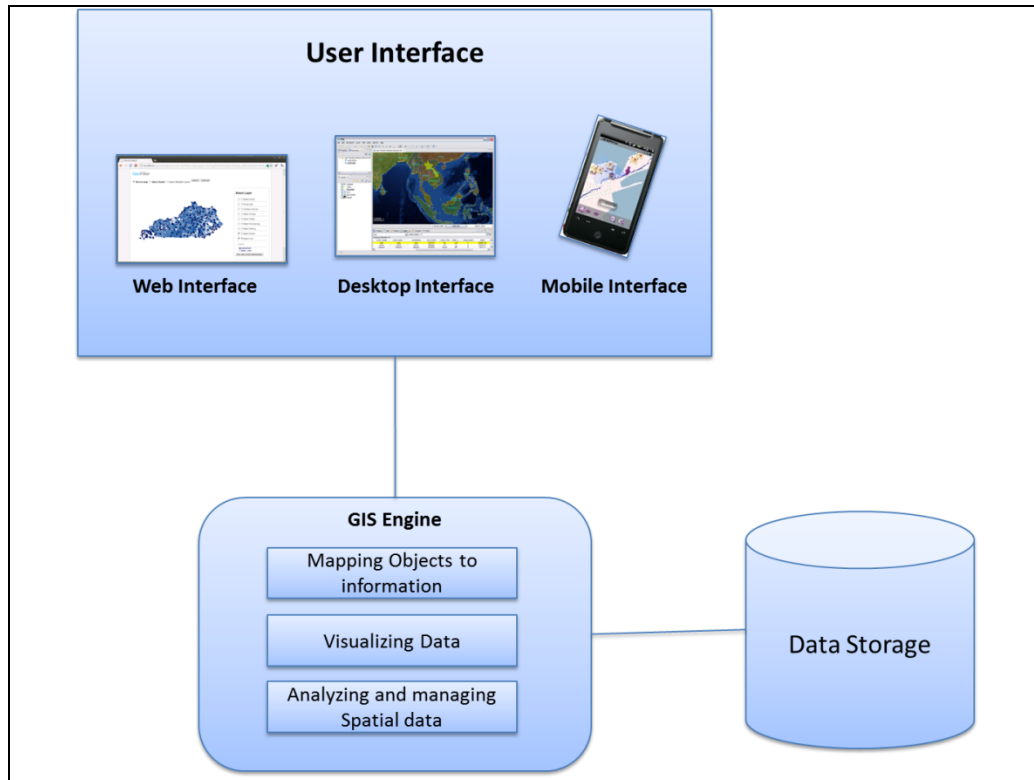 User Interface
Web Interface
Desktop Interface
Mobile Interface
GIS Engine
Mapping Objects to
information
Visualizing Data
Analyzing and managing
Spatial data
Data Storage